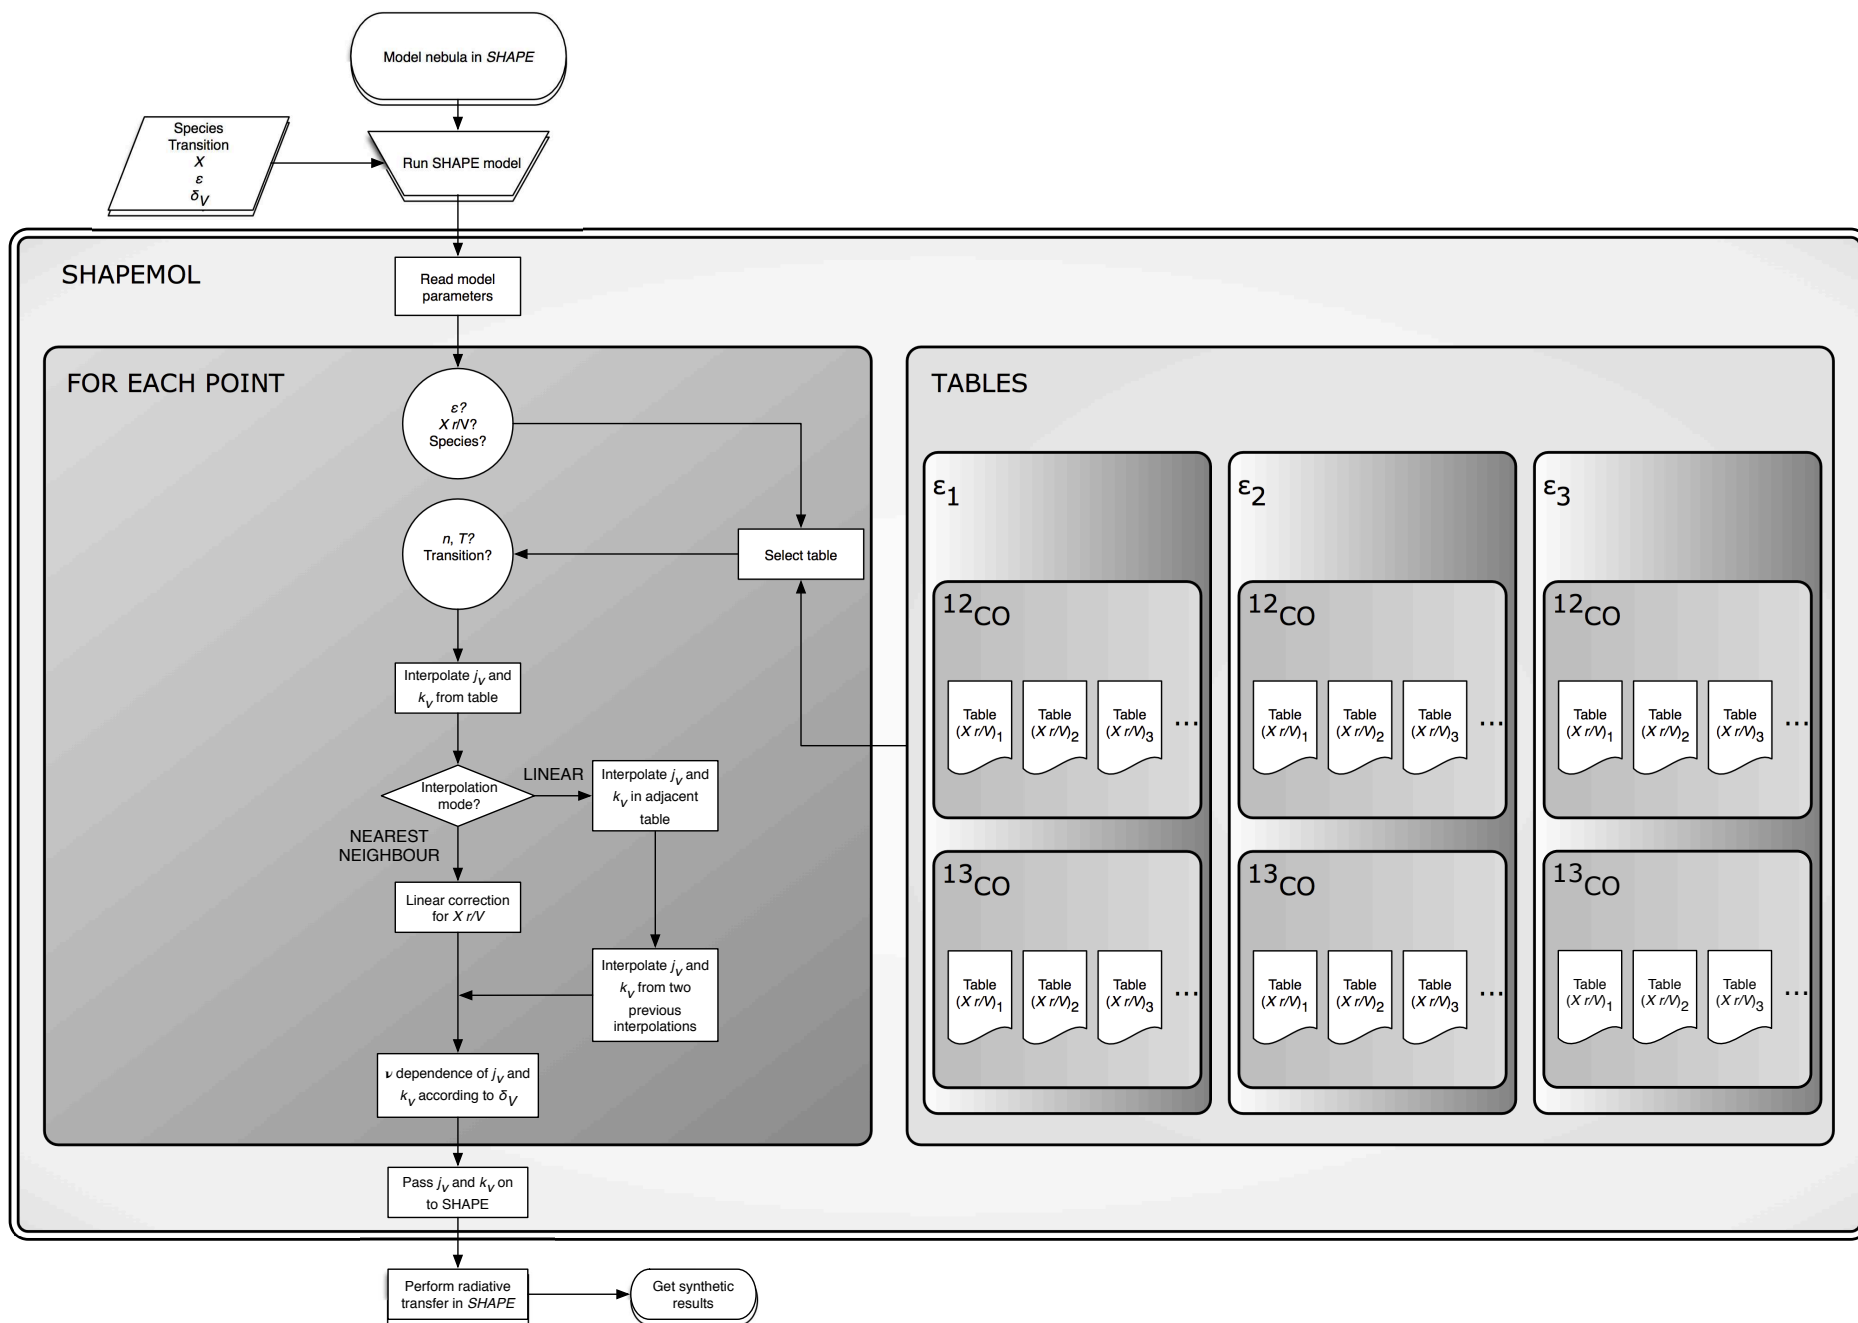 Model nebula in SHAPE
Species
Transition
X
ε
δV
Run SHAPE model
SHAPEMOL
Read model
parameters
FOR EACH POINT
ε?
X r/V?
Species?
n, T?
Transition?
Select table
Interpolate jν and
kν from table
Interpolation
mode?
LINEAR
NEAREST
NEIGHBOUR
Interpolate jν and
kν in adjacent
table
Linear correction
for X r/V
Interpolate jν and
kν from two
previous
interpolations
ν dependence of jν and
kν according to δV
Pass jν and kν on
to SHAPE
Perform radiative
transfer in SHAPE
Get synthetic
results
TABLES
ε1
12CO
Table
(X r/V)1
Table
(X r/V)2
Table
(X r/V)3
...
13CO
Table
(X r/V)1
Table
(X r/V)2
Table
(X r/V)3
...
ε2
12CO
Table
(X r/V)1
Table
(X r/V)2
Table
(X r/V)3
...
13CO
Table
(X r/V)1
Table
(X r/V)2
Table
(X r/V)3
...
ε3
12CO
Table
(X r/V)1
Table
(X r/V)2
Table
(X r/V)3
...
13CO
Table
(X r/V)1
Table
(X r/V)2
Table
(X r/V)3
...